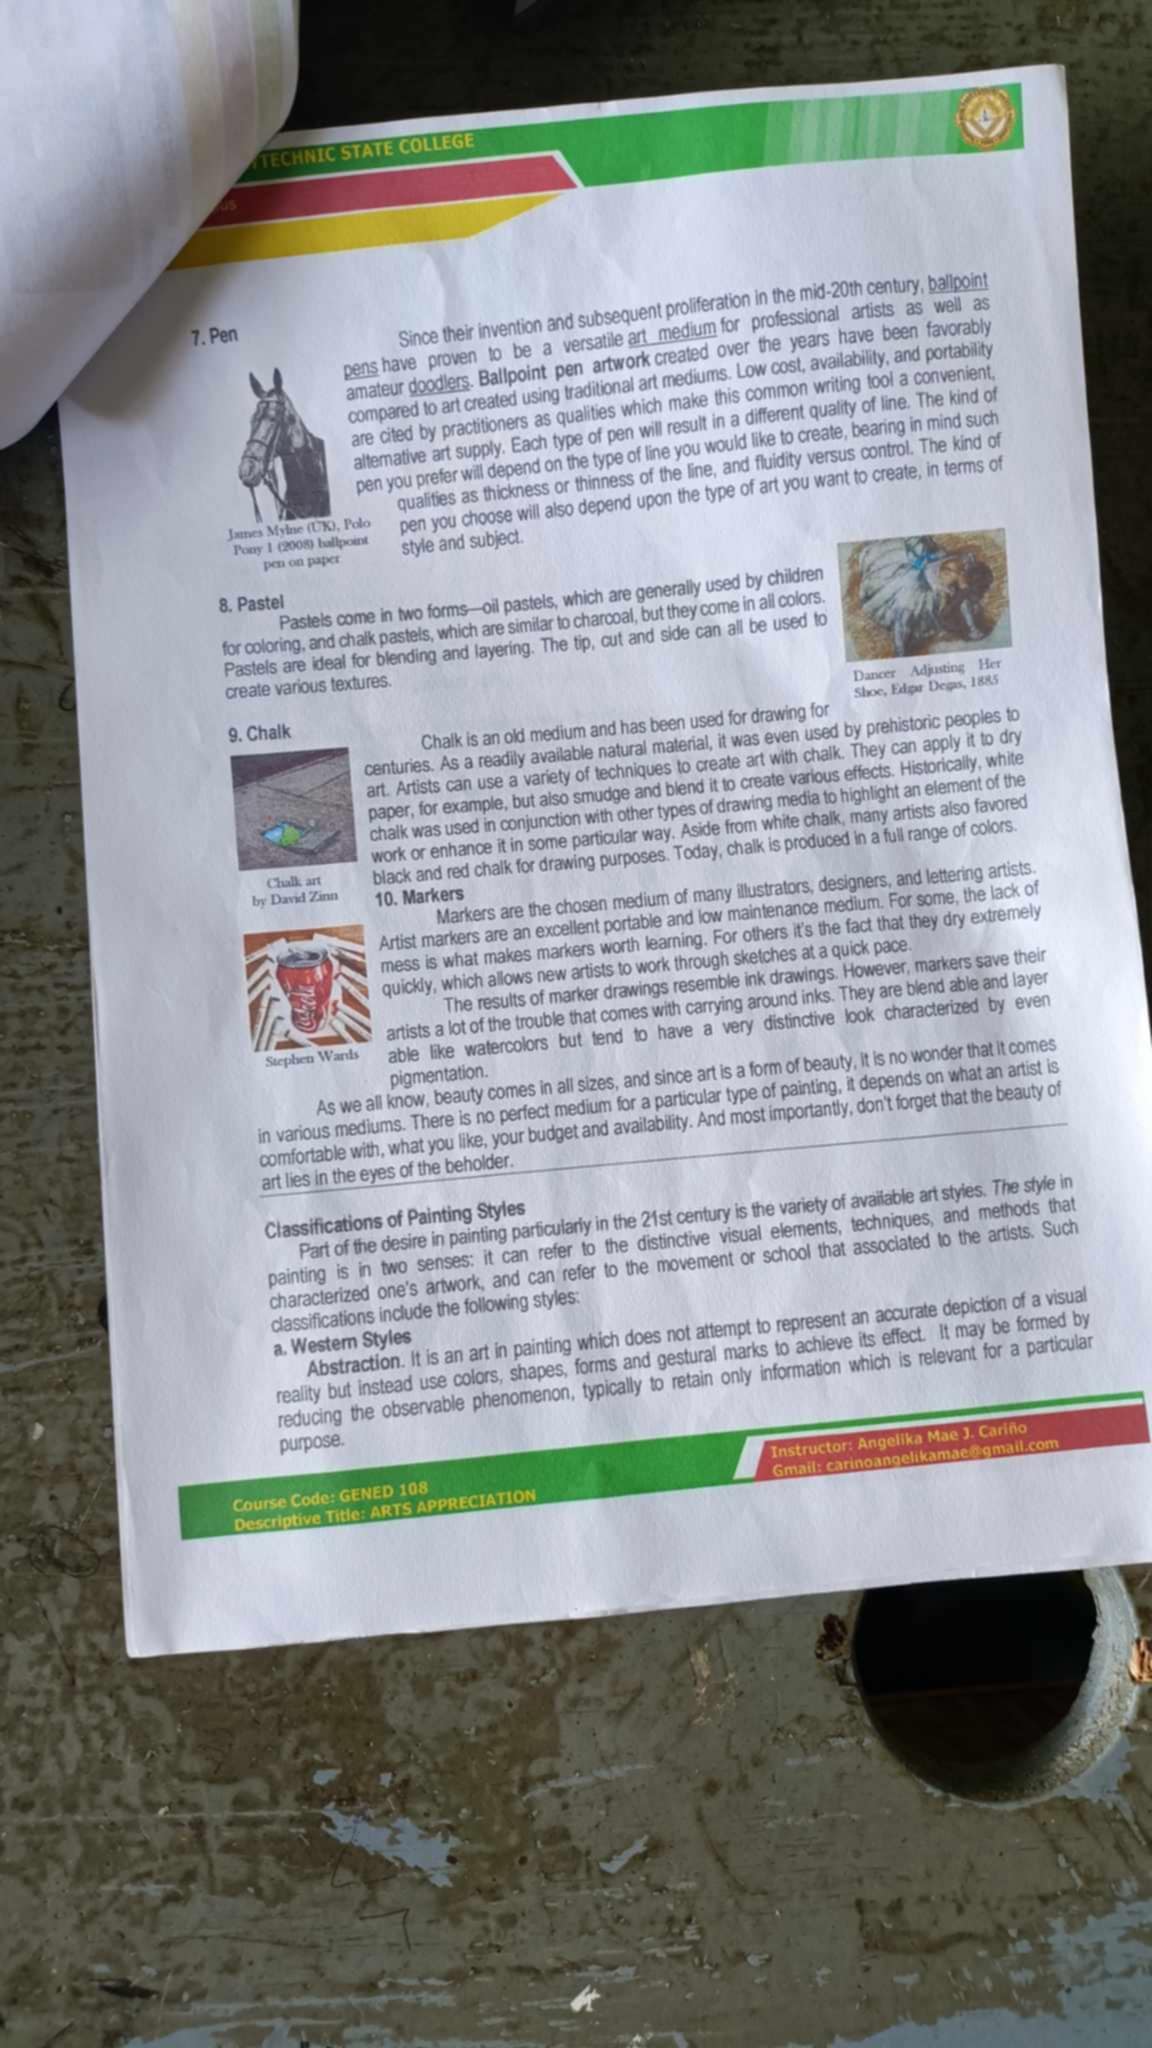 TECHNIC STATE COLLEGE
US
7. Pen
Since their invention and subsequent proliferation in the mid-20th century, ballpoint
pens have proven to be a versatile art medium for professional artists as well as
amateur doodlers. Ballpoint pen artwork created over the years have been favorably
compared to art created using traditional art mediums. Low cost, availability, and portability
are cited by practitioners as qualities which make this common writing tool a convenient,
alternative art supply. Each type of pen will result in a different quality of line. The kind of
pen you prefer will depend on the type of line you would like to create, bearing in mind such
qualities as thickness or thinness of the line, and fluidity versus control. The kind of
pen you choose will also depend upon the type of art you want to create, in terms of
style and subject.
James Mylne (UK), Polo
Pony 1 (2008) ballpoint
pen on paper
8. Pastel
Pastels come in two forms—oil pastels, which are generally used by children
for coloring, and chalk pastels, which are similar to charcoal, but they come in all colors.
Pastels are ideal for blending and layering. The tip, cut and side can all be used to
create various textures.
Dancer Adjusting Her
Shoe, Edgar Degas, 1885
9. Chalk
Chalk is an old medium and has been used for drawing for
centuries. As a readily available natural material, it was even used by prehistoric peoples to
art. Artists can use a variety of techniques to create art with chalk. They can apply it to dry
paper, for example, but also smudge and blend it to create various effects. Historically, white
chalk was used in conjunction with other types of drawing media to highlight an element of the
work or enhance it in some particular way. Aside from white chalk, many artists also favored
black and red chalk for drawing purposes. Today, chalk is produced in a full range of colors.
Chalk art
by David Zinn
10. Markers
Markers are the chosen medium of many illustrators, designers, and lettering artists.
Artist markers are an excellent portable and low maintenance medium. For some, the lack of
mess is what makes markers worth learning. For others it's the fact that they dry extremely
quickly, which allows new artists to work through sketches at a quick pace.
The results of marker drawings resemble ink drawings. However, markers save their
artists a lot of the trouble that comes with carrying around inks. They are blend able and layer
able like watercolors but tend to have a very distinctive look characterized by even
pigmentation.
Stephen Wards
As we all know, beauty comes in all sizes, and since art is a form of beauty, it is no wonder that it comes
in various mediums. There is no perfect medium for a particular type of painting, it depends on what an artist is
comfortable with, what you like, your budget and availability. And most importantly, don't forget that the beauty of
art lies in the eyes of the beholder.
Classifications of Painting Styles
Part of the desire in painting particularly in the 21st century is the variety of available art styles. The style in
painting is in two senses: it can refer to the distinctive visual elements, techniques, and methods that
characterized one's artwork, and can refer to the movement or school that associated to the artists. Such
classifications include the following styles:
a. Western Styles
Abstraction. It is an art in painting which does not attempt to represent an accurate depiction of a visual
reality but instead use colors, shapes, forms and gestural marks to achieve its effect. It may be formed by
reducing the observable phenomenon, typically to retain only information which is relevant for a particular
purpose.
Course Code: GENED 108
Descriptive Title: ARTS APPRECIATION
Instructor: Angelika Mae J. Cariño
Gmail: carinoangelikamae@gmail.com